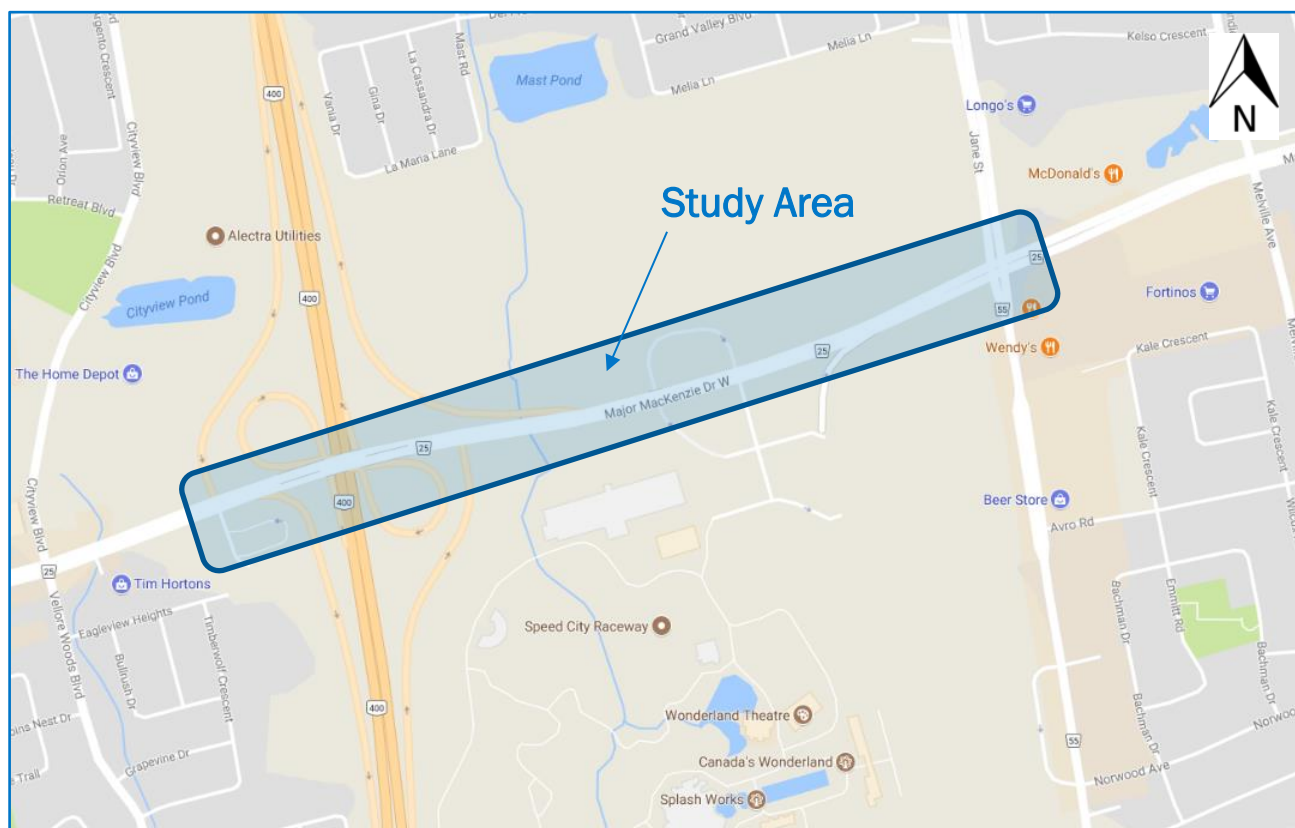 Grand Valley Blvd
Melia Ln
Kelso Crescent
Argento Crescent
Cityview Blvd
400
Mast Rd
La Cassandra Dr
Gina Dr
Vania Dr
La Maria Lane
Mast Pond
Melia Ln
Longo's
N
Jane St
McDonald's
Orion Ave
Retreat Blvd
Melville Ave
Study Area
Alectra Utilities
Cityview Blvd
Cityview Pond
400
25
55
Fortinos
Wendy's
Kale Crescent
The Home Depot
25
Major MacKenzie Dr W
25
Kale Crescent
Kale Crescent
400
Cityview Blvd
Beer Store
Avro Rd
25
Tim Hortons
Eagleview Heights
Timberwolf Crescent
Bullrush Dr
Vellore Woods Blvd
Speed City Raceway
Bachman Dr
Emmitt Rd
Bachman Dr
400
Wonderland Theatre
Bachman Dr
Norwood
Grapevine Dr
Trail
Canada's Wonderland
55
Splash Works
Norwood Ave